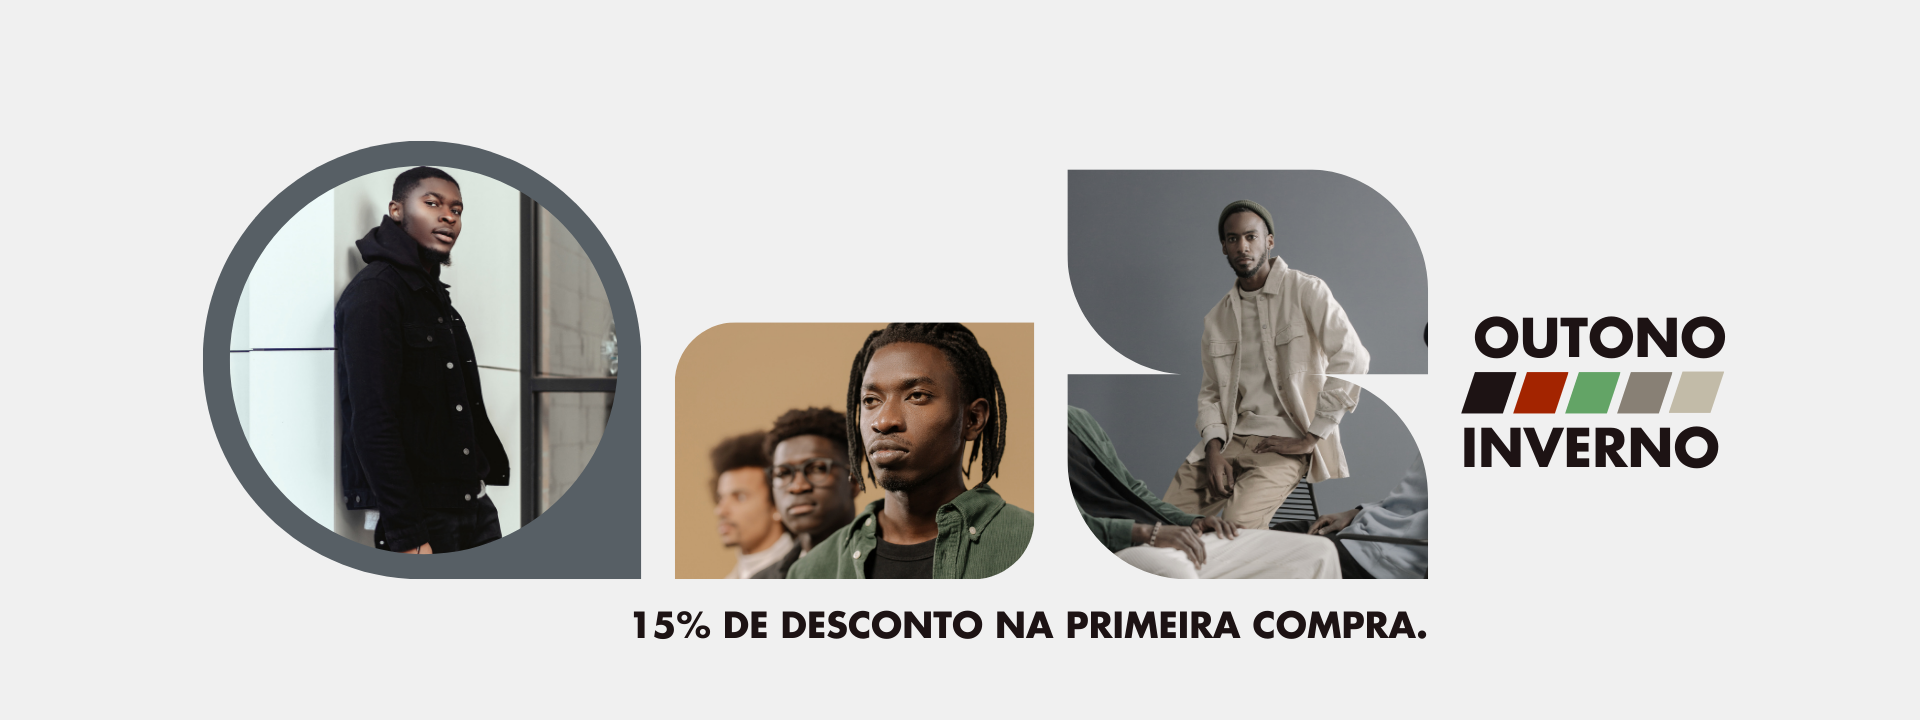 OUTONO
INVERNO
15% DE DESCONTO NA PRIMEIRA COMPRA.